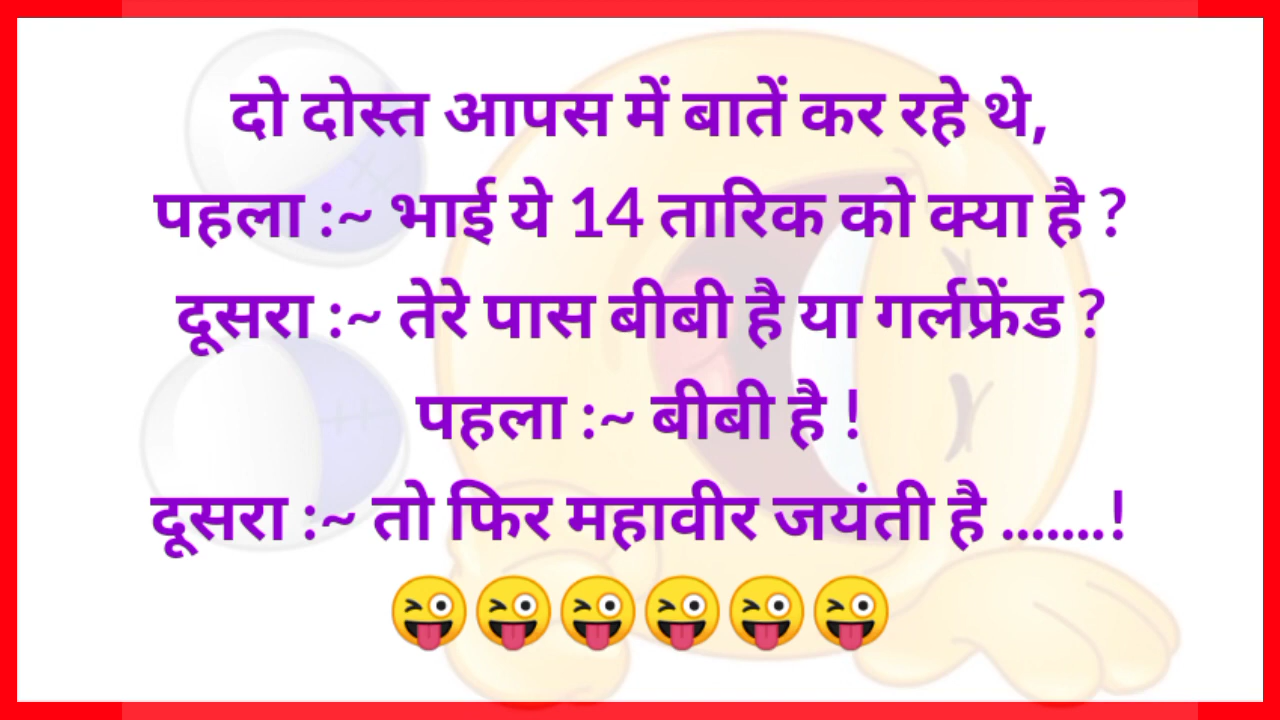 दो दोस्त आपस में बातें कर रहे थे,
पहला :~ भाई ये 14 तारिक को क्या है ?
दूसरा :~ तेरे पास बीबी है या गर्लफ्रेंड ?
पहला :~ बीबी है !
दूसरा :~ तो फिर महावीर जयंती है .......!
😜😜😜😜😜😜